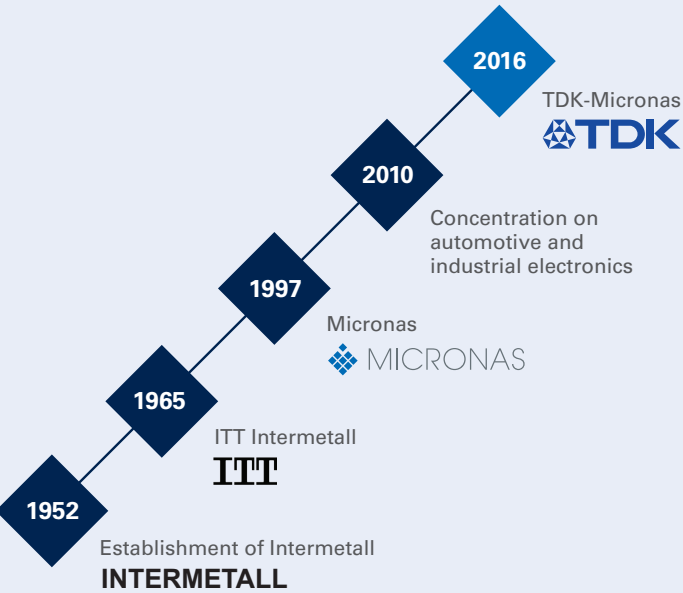 2016
TDK-Micronas
TDK
2010
Concentration on
automotive and
industrial electronics
1997
Micronas
MICRONAS
1965
ITT Intermetall
ITT
1952
Establishment of Intermetall
INTERMETALL